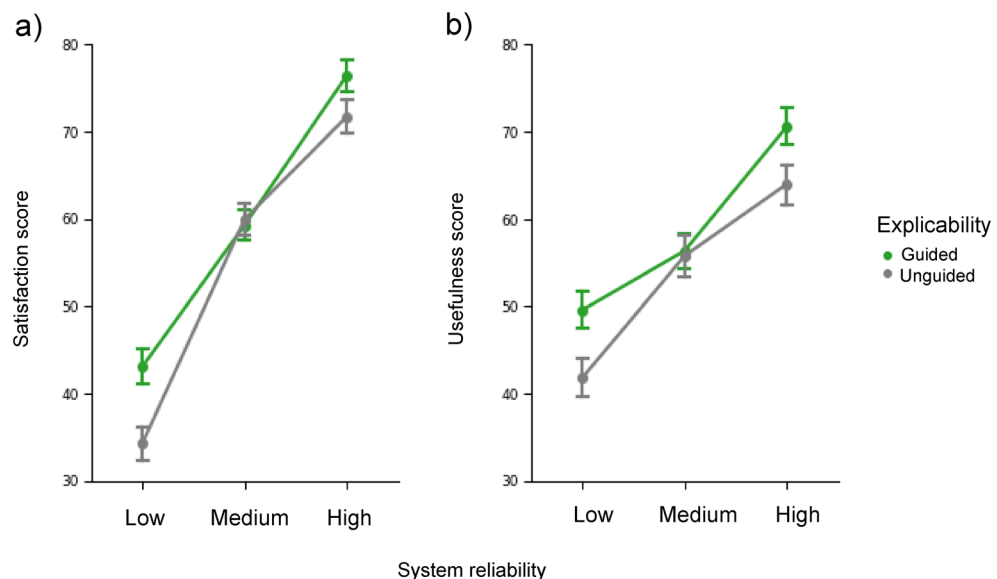 a)
80
70
60
50
40
30
Satisfaction score
Low Medium High
b)
80
70
60
50
40
30
Usefulness score
Low Medium High
Explicability
Guided
Unguided
System reliability